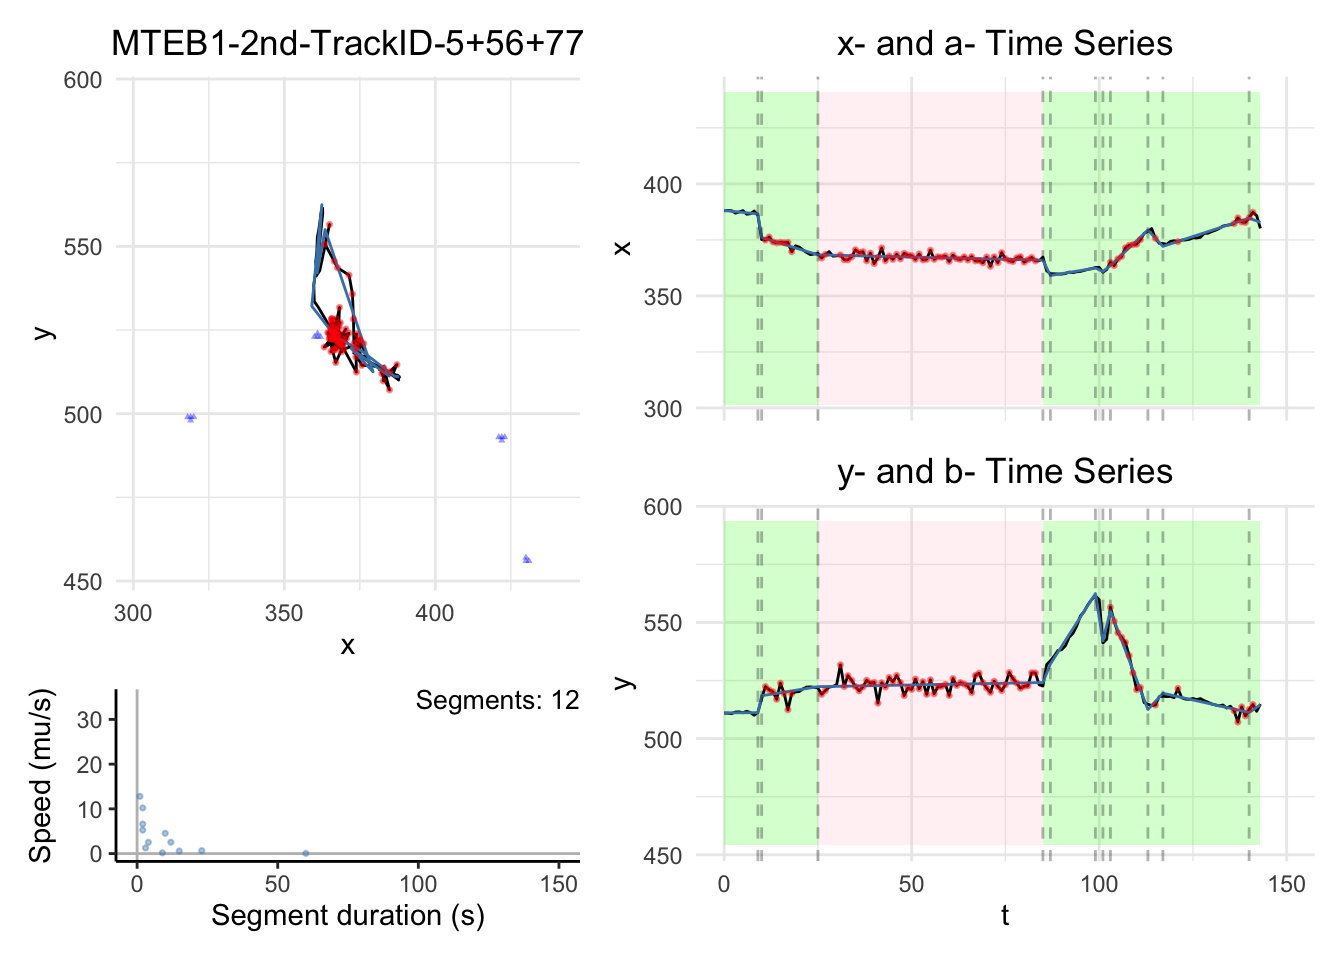 MTEB1-2nd-TrackID-5+56+77
600
550
500
450
y
300
350
400
x
Segments: 12
30
20
10
0
Speed (mu/s)
0
50
100
150
Segment duration (s)
x- and a- Time Series
400
350
300
x
y- and b- Time Series
600
550
500
450
y
0
50
100
150
t